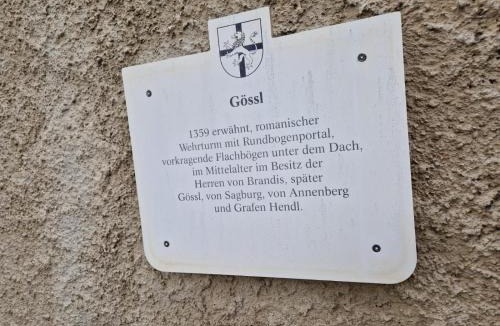 Gössl
1359 erwähnt, romanischer
Wehrturm mit Rundbogenportal,
vorkragende Flachbögen unter dem Dach,
im Mittelalter im Besitz der
Herren von Brandis, später
Gössl, von Sagburg, von Annenberg
und Grafen Hendl.